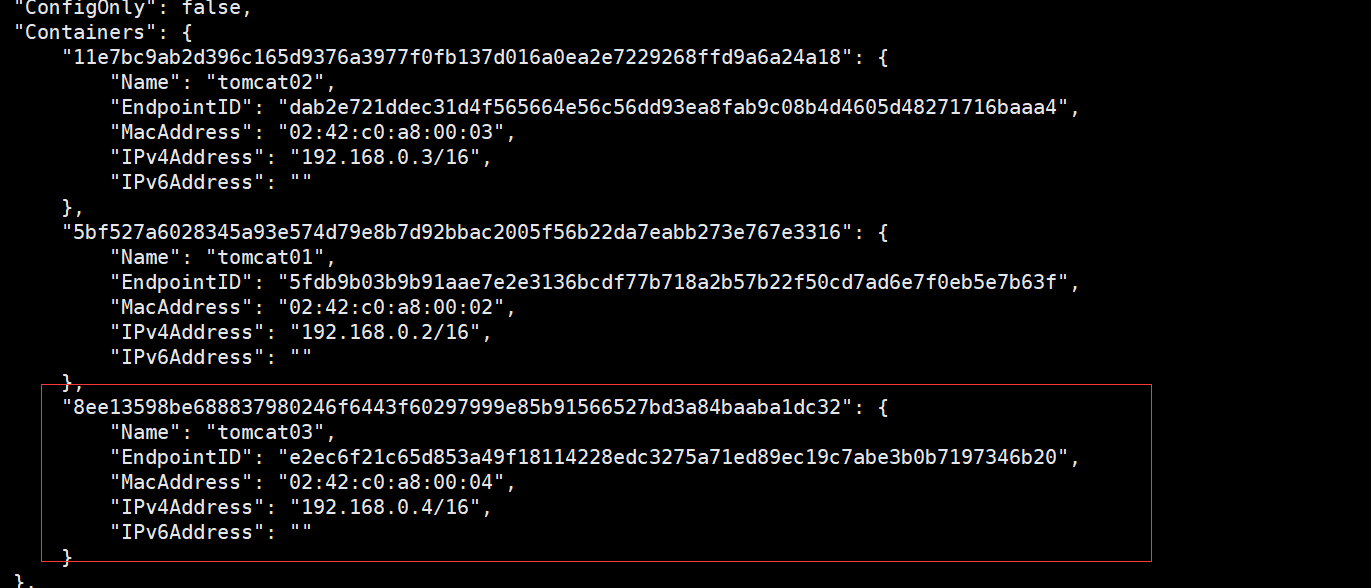 "ConfigOnly": false,
"Containers": {
"11e7bc9ab2d396c165d9376a3977f0fb137d016a0ea2e7229268ffd9a6a24a18": {
"Name": "tomcat02",
"EndpointID": "dab2e721ddec31d4f565664e56c56dd93ea8fab9c08b4d4605d48271716baaa4",
"MacAddress": "02:42:c0:a8:00:03",
"IPv4Address": "192.168.0.3/16",
"IPv6Address": ""
},
"5bf527a6028345a93e574d79e8b7d92bbac2005f56b22da7eabb273e767e3316": {
"Name": "tomcat01",
"EndpointID": "5fdb9b03b9b91aae7e2e3136bcdf77b718a2b57b22f50cd7ad6e7f0eb5e7b63f",
"MacAddress": "02:42:c0:a8:00:02",
"IPv4Address": "192.168.0.2/16",
"IPv6Address": ""
},
"8ee13598be688837980246f6443f60297999e85b91566527bd3a84baaba1dc32": {
"Name": "tomcat03",
"EndpointID": "e2ec6f21c65d853a49f18114228edc3275a71ed89ec19c7abe3b0b7197346b20",
"MacAddress": "02:42:c0:a8:00:04",
"IPv4Address": "192.168.0.4/16",
"IPv6Address": ""
}
},